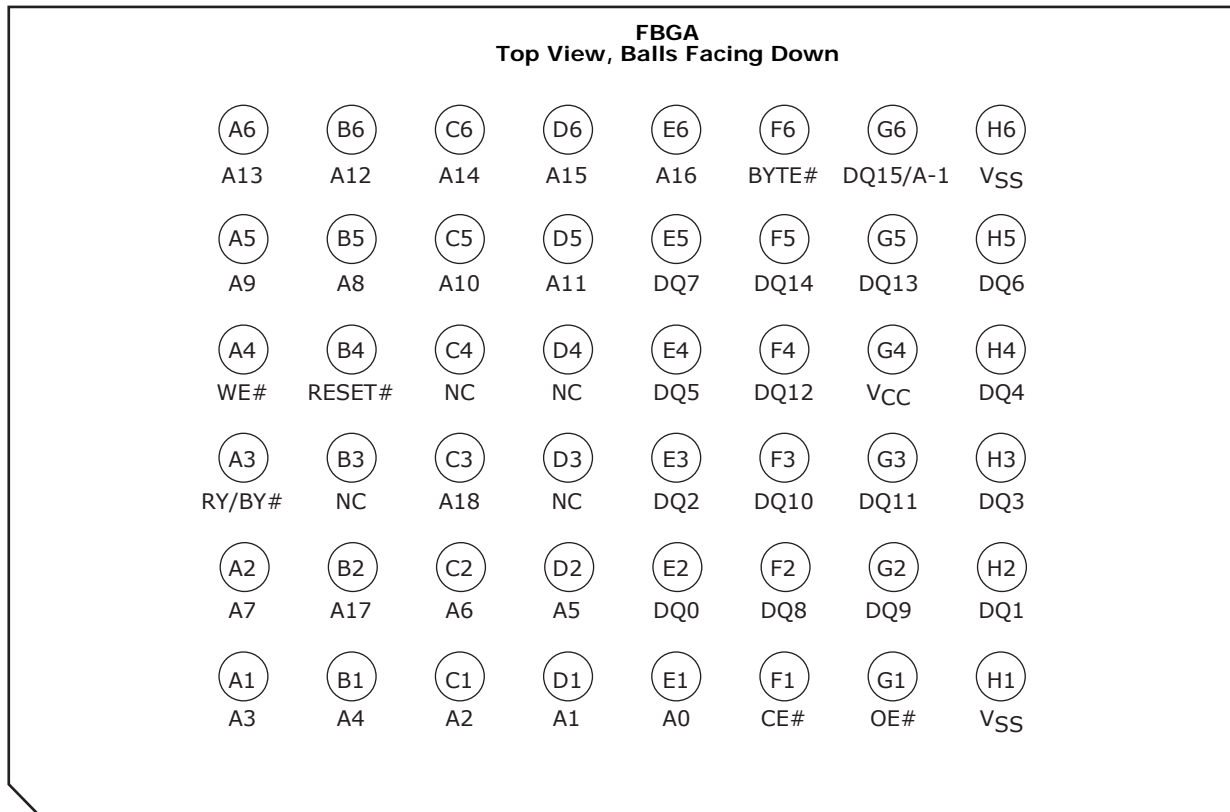 FBGA
Top View, Balls Facing Down
A6 B6 C6 D6 E6 F6 G6 H6
A13 A12 A14 A15 A16 BYTE# DQ15/A-1 VSS
A5 B5 C5 D5 E5 F5 G5 H5
A9 A8 A10 A11 DQ7 DQ14 DQ13 DQ6
A4 B4 C4 D4 E4 F4 G4 H4
WE# RESET# NC NC DQ5 DQ12 VCC DQ4
A3 B3 C3 D3 E3 F3 G3 H3
RY/BY# NC A18 NC DQ2 DQ10 DQ11 DQ3
A2 B2 C2 D2 E2 F2 G2 H2
A7 A17 A6 A5 DQ0 DQ8 DQ9 DQ1
A1 B1 C1 D1 E1 F1 G1 H1
A3 A4 A2 A1 A0 CE# OE# VSS